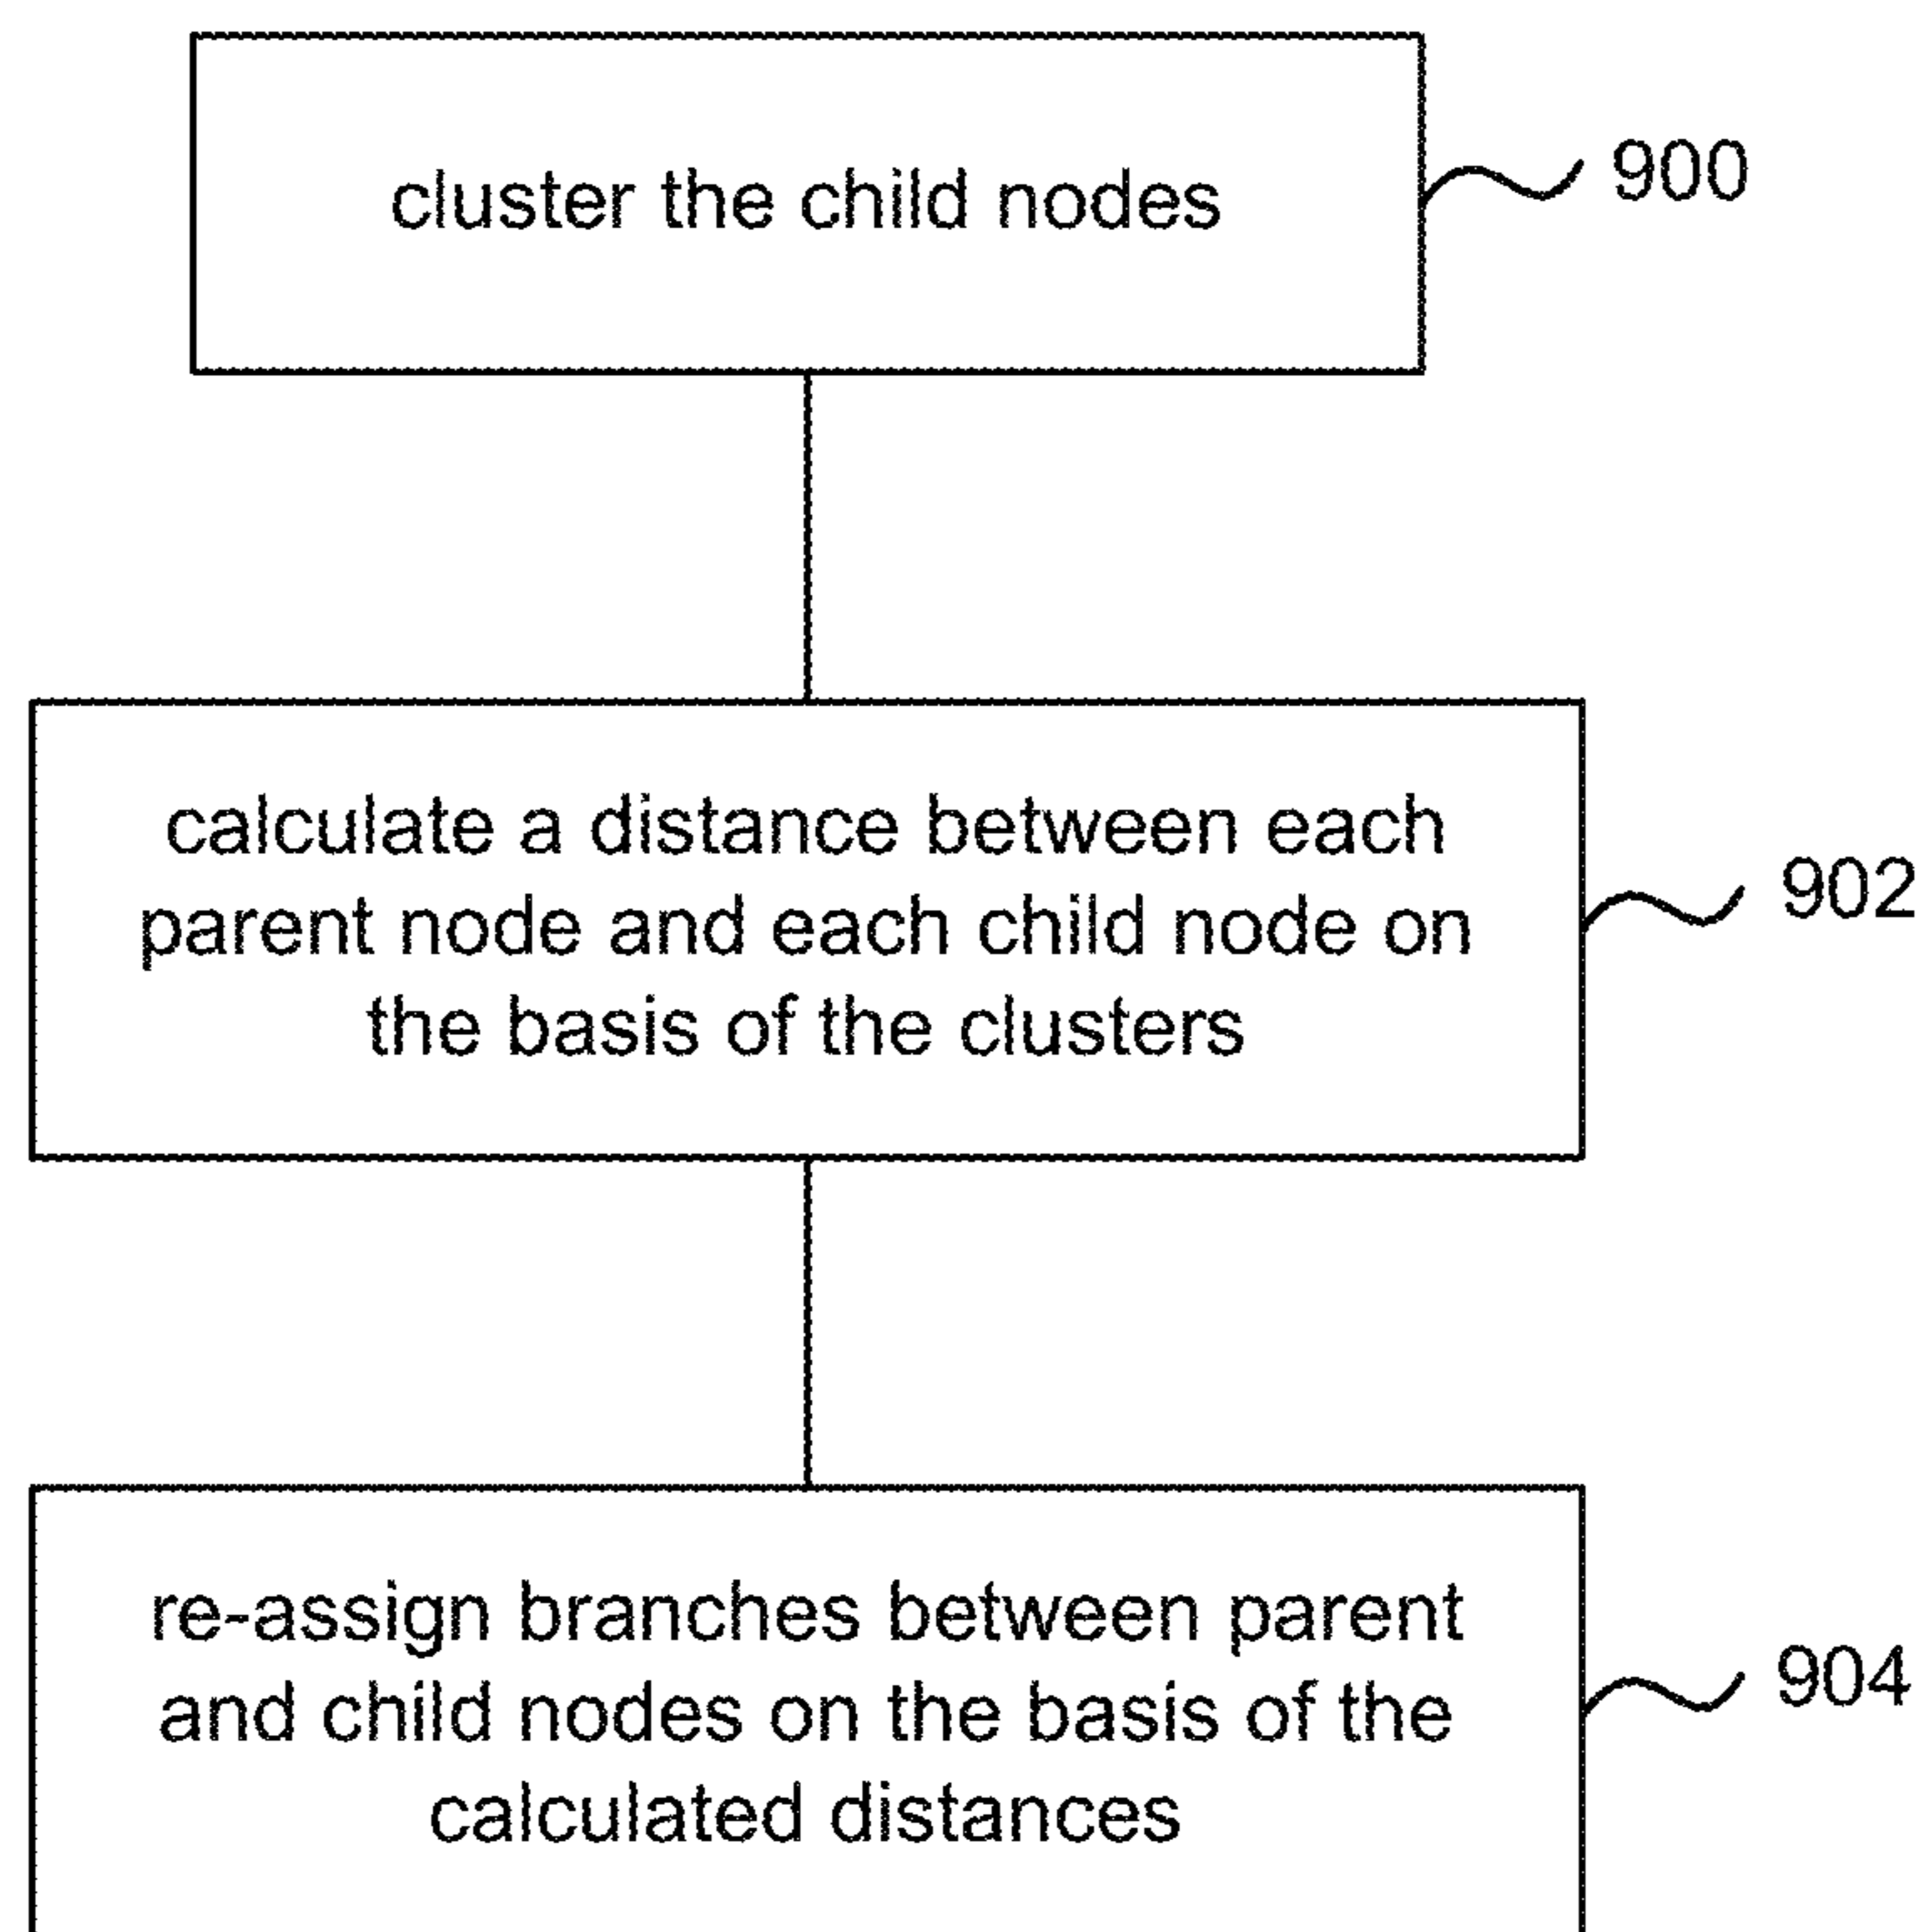 cluster the child nodes
900
calculate a distance between each
parent node and each child node on
the basis of the clusters
902
re-assign branches between parent
and child nodes on the basis of the
calculated distances
904